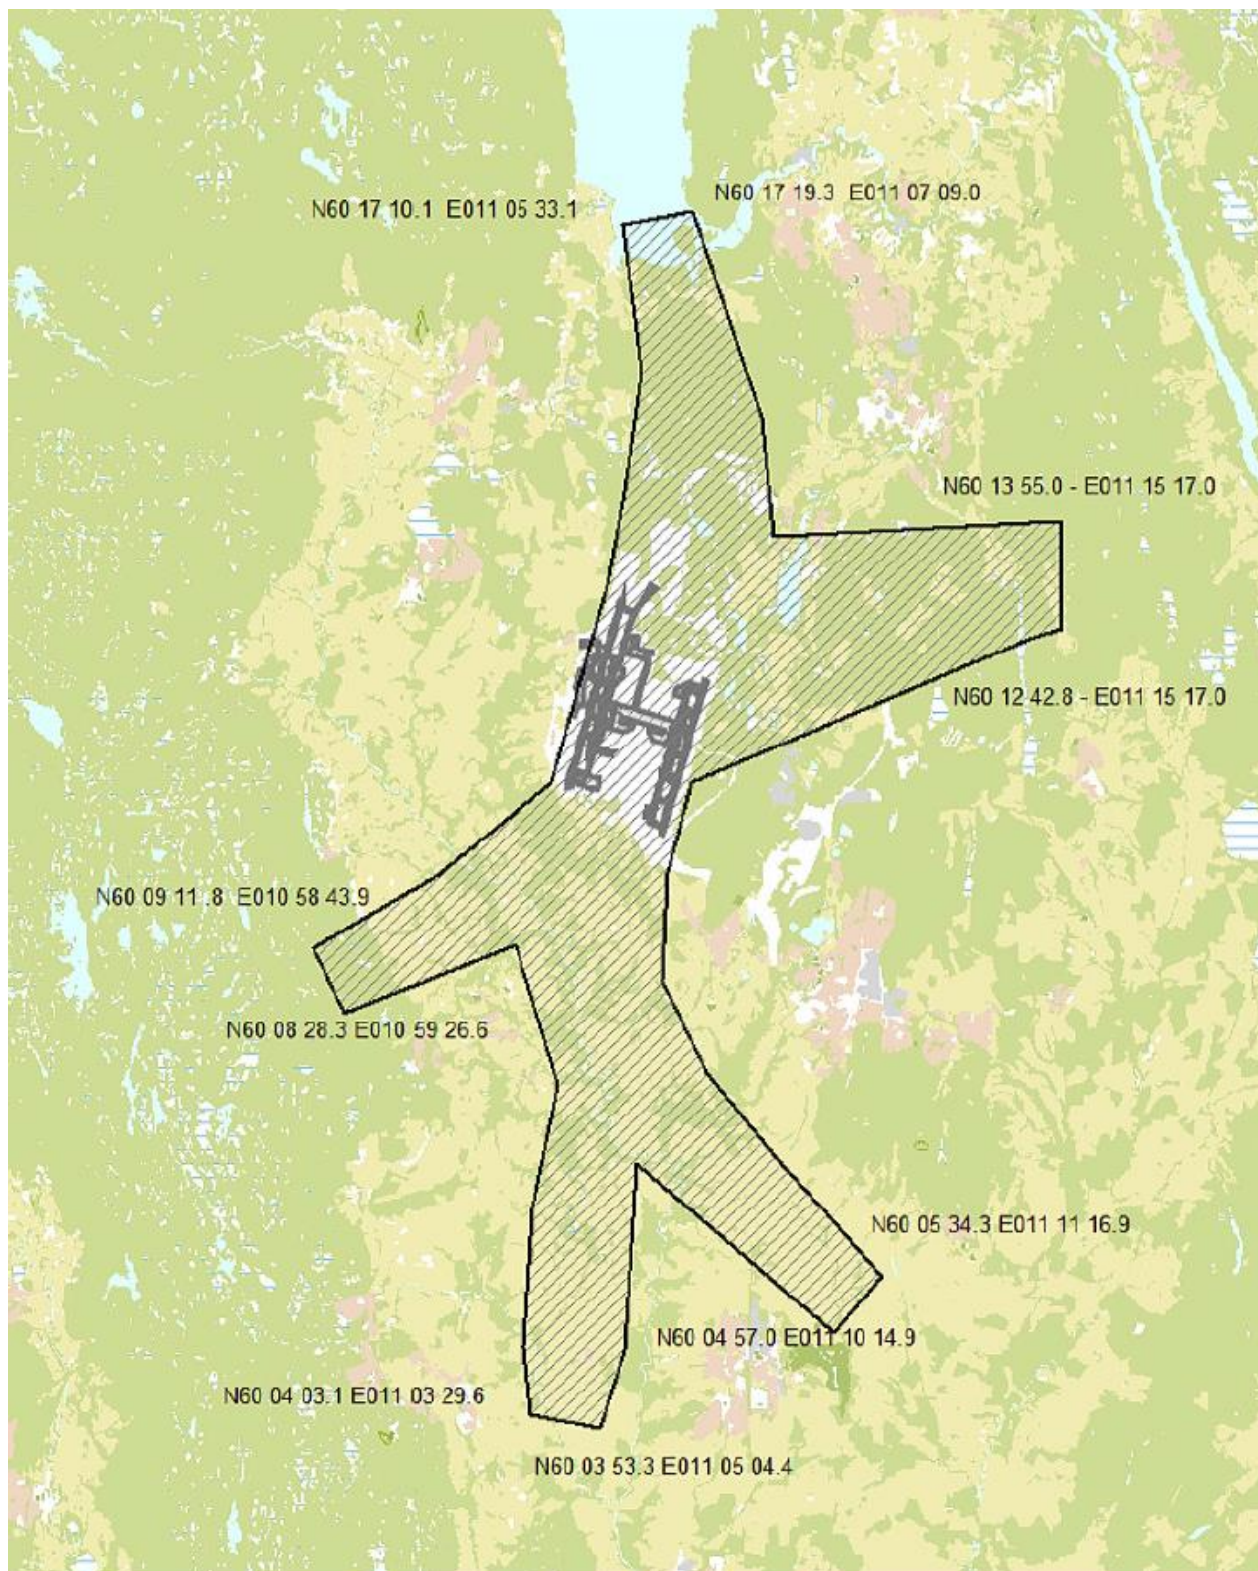 N60 17 19.3 E011 07 09.0
N60 17 10.1 E011 05 33.1
N60 13 55.0 - E011 15 17.0
N60 12 42.8 - E011 15 17.0
N60 09 11 .8 E010 58 43.9
N60 08 28.3 E010 59 26.6
N60 05 34.3 E011 11 16.9
N60 04 57.0 E011 10 14.9
N60 04 03.1 E011 03 29.6
N60 03 53.3 E011 05 04.4